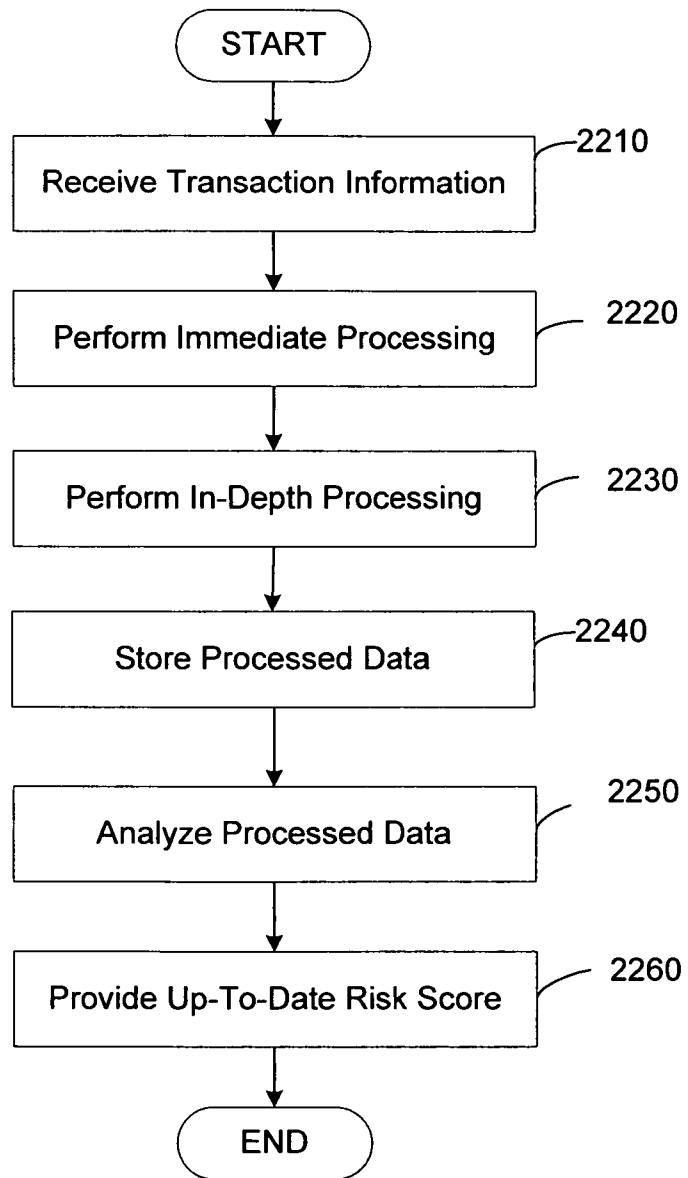 START
2210
Receive Transaction Information
2220
Perform Immediate Processing
2230
Perform In-Depth Processing
2240
Store Processed Data
2250
Analyze Processed Data
2260
Provide Up-To-Date Risk Score
END